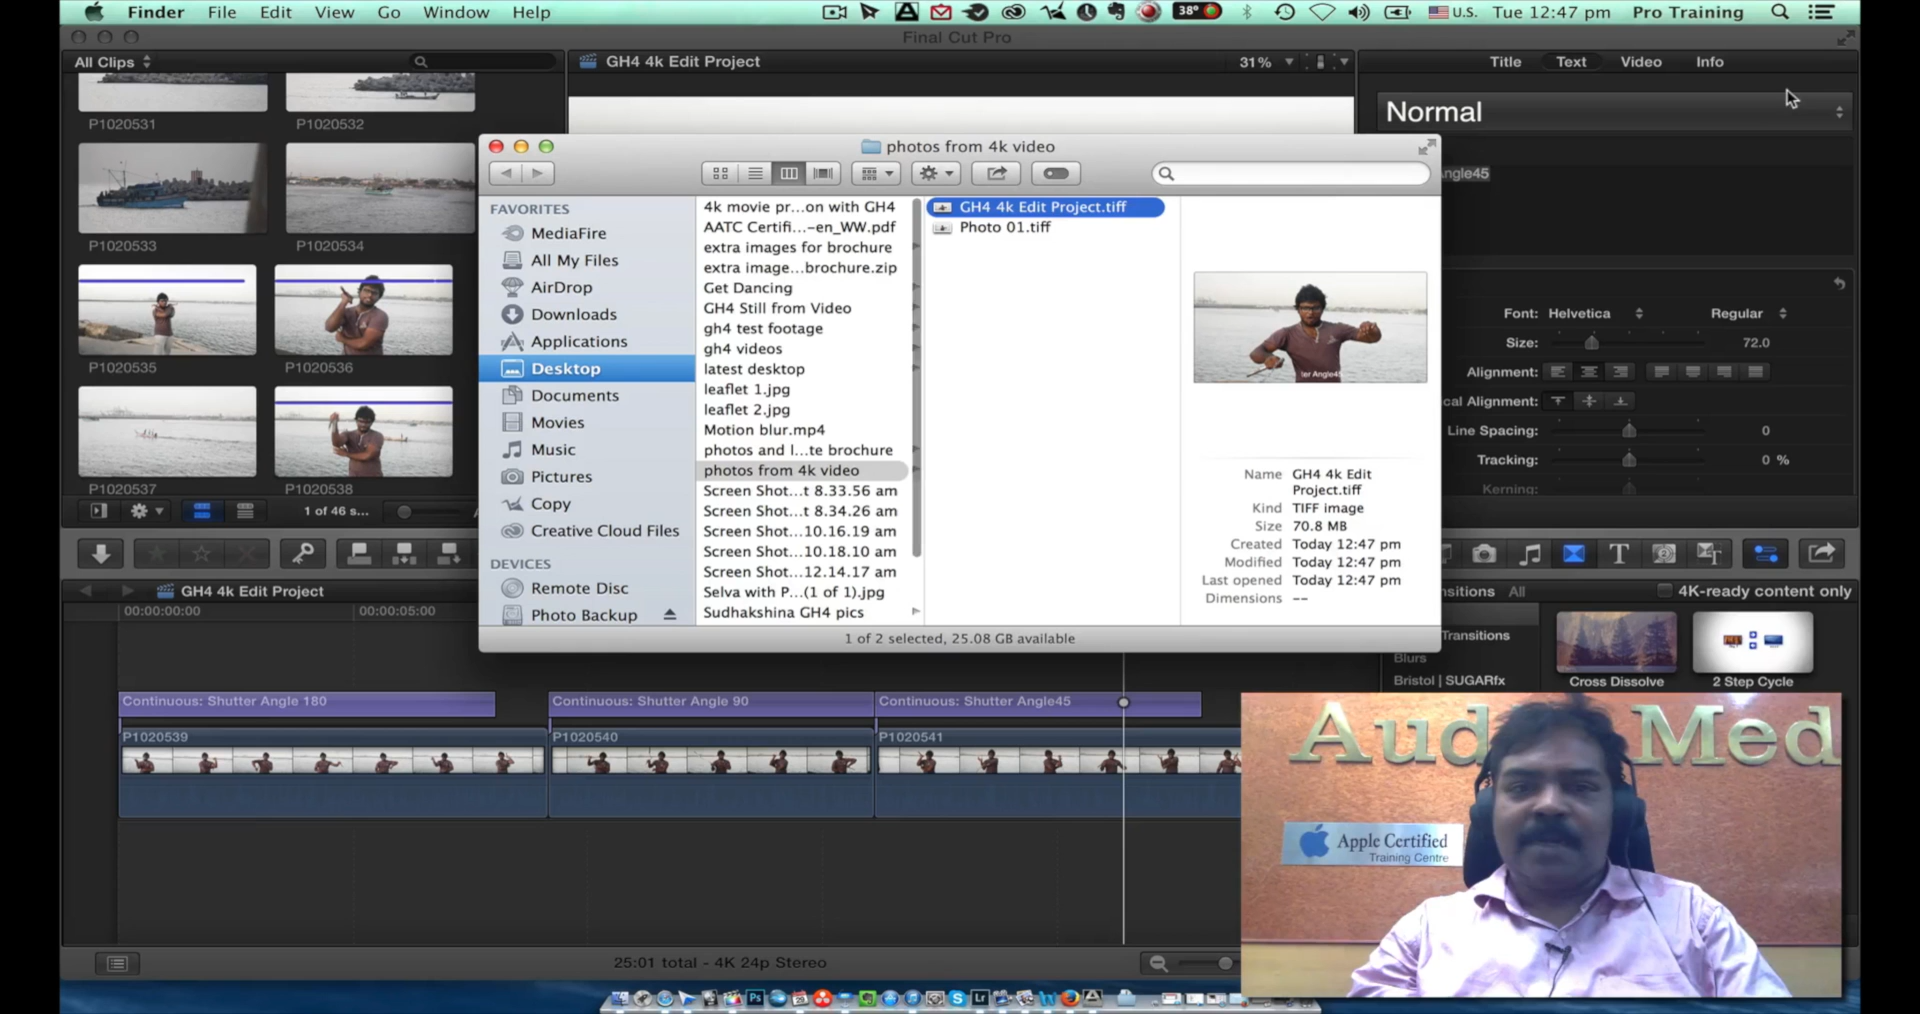 Finder File Edit View Go Window Help
38° U.S. Tue 12:47 pm Pro Training
Final Cut Pro
All Clips
GH4 4k Edit Project
31%
Title Text Video Info
P1020531 P1020532
P1020533 P1020534
P1020535 P1020536
P1020537 P1020538
1 of 46 s...
Normal
Angle45
Font: Helvetica Regular
Size: 72.0
Alignment:
cal Alignment:
Line Spacing: 0
Tracking: 0 %
Kerning:
photos from 4k video
FAVORITES
MediaFire
All My Files
AirDrop
Downloads
Applications
Desktop
Documents
Movies
Music
Pictures
Copy
Creative Cloud Files
DEVICES
Remote Disc
Photo Backup
4k movie pr...on with GH4
AATC Certifi...-en_WW.pdf
extra images for brochure
extra image...brochure.zip
Get Dancing
GH4 Still from Video
gh4 test footage
gh4 videos
latest desktop
leaflet 1.jpg
leaflet 2.jpg
Motion blur.mp4
photos and l...te brochure
photos from 4k video
Screen Shot...t 8.33.56 am
Screen Shot...t 8.34.26 am
Screen Shot...10.16.19 am
Screen Shot...10.18.10 am
Screen Shot...12.14.17 am
Selva with P...(1 of 1).jpg
Sudhakshina GH4 pics
GH4 4k Edit Project.tiff
Photo 01.tiff
Name GH4 4k Edit
Project.tiff
Kind TIFF image
Size 70.8 MB
Created Today 12:47 pm
Modified Today 12:47 pm
Last opened Today 12:47 pm
Dimensions --
1 of 2 selected, 25.08 GB available
GH4 4k Edit Project
00:00:00:00 00:00:05:00
sitions All 4K-ready content only
Transitions
Blurs
Bristol | SUGARfx
Cross Dissolve 2 Step Cycle
Continuous: Shutter Angle 180 Continuous: Shutter Angle 90 Continuous: Shutter Angle45
P1020539 P1020540 P1020541
25:01 total - 4K 24p Stereo
Med
Apple Certified
Training Centre
Ps
Lr